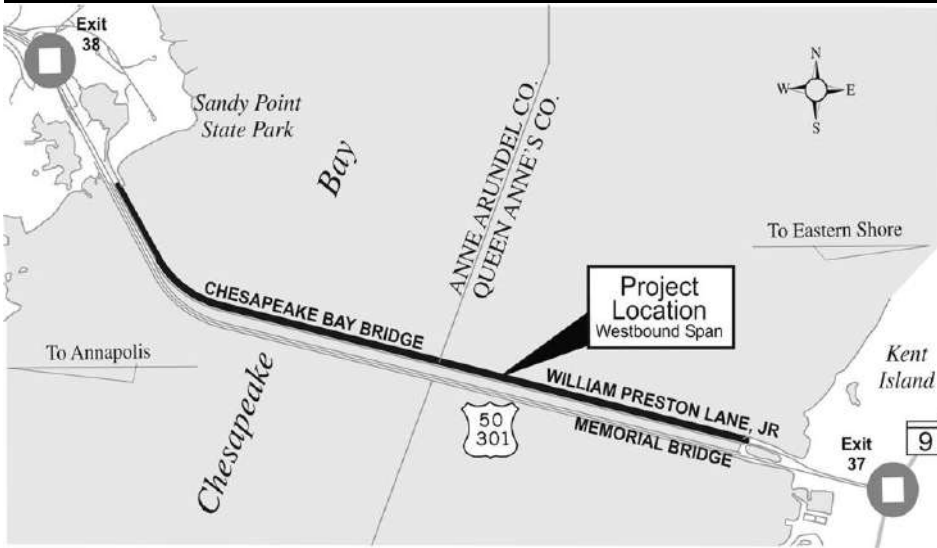 Exit
38
Sandy Point
State Park
Bay
ANNE ARUNDEL CO.
QUEEN ANNE'S CO.
N
W
E
S
To Eastern Shore
Project
Location
Westbound Span
CHESAPEAKE BAY BRIDGE
To Annapolis
Chesapeake
50
301
WILLIAM PRESTON LANE, JR
MEMORIAL BRIDGE
Kent
Island
Exit
37
9